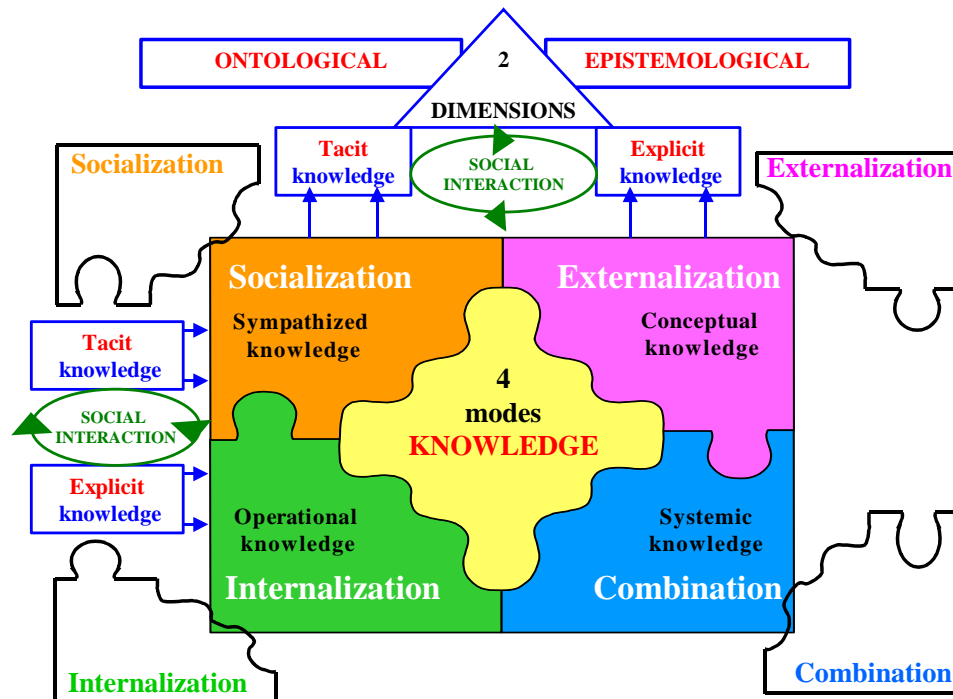 ONTOLOGICAL
2
EPISTEMOLOGICAL
DIMENSIONS
Socialization
Tacit
knowledge
SOCIAL
INTERACTION
Explicit
knowledge
Externalization
Socialization
Externalization
Sympathized
knowledge
Conceptual
knowledge
Tacit
knowledge
SOCIAL
INTERACTION
Explicit
knowledge
4
modes
KNOWLEDGE
Operational
knowledge
Systemic
knowledge
Internalization
Combination
Internalization
Combination